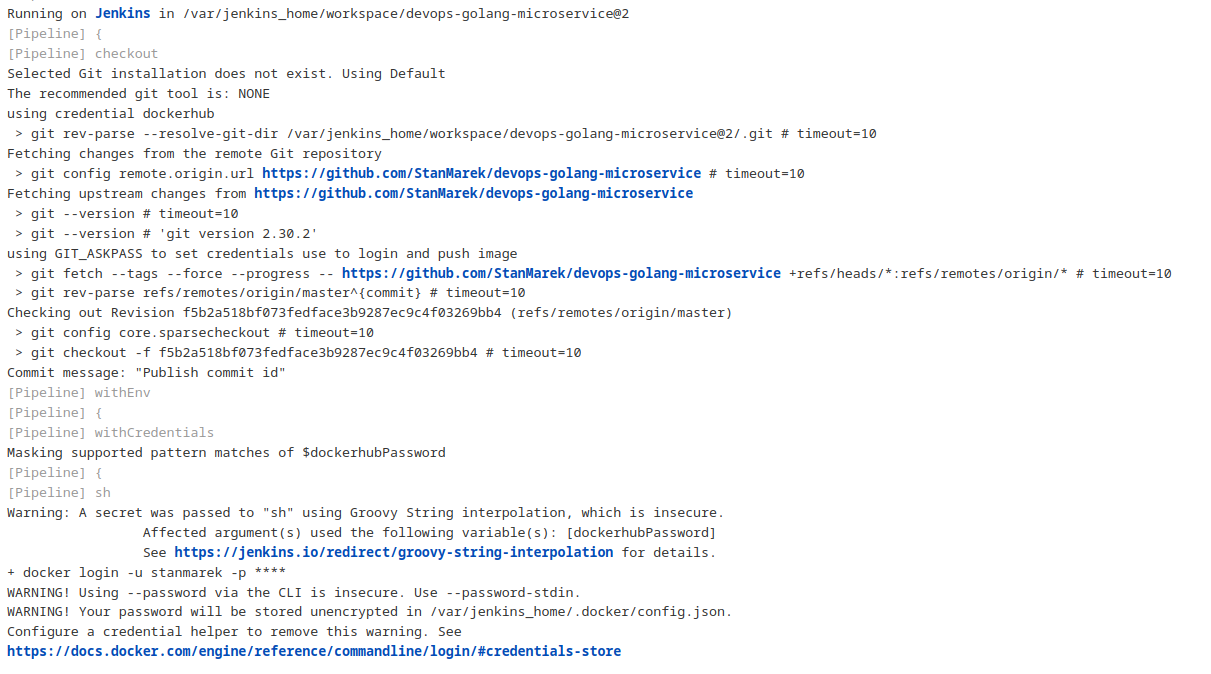 Running on Jenkins in /var/jenkins_home/workspace/devops-golang-microservice@2
[Pipeline] {
[Pipeline] checkout
Selected Git installation does not exist. Using Default
The recommended git tool is: NONE
using credential dockerhub
 > git rev-parse --resolve-git-dir /var/jenkins_home/workspace/devops-golang-microservice@2/.git # timeout=10
Fetching changes from the remote Git repository
 > git config remote.origin.url https://github.com/StanMarek/devops-golang-microservice # timeout=10
Fetching upstream changes from https://github.com/StanMarek/devops-golang-microservice
 > git --version # timeout=10
 > git --version # 'git version 2.30.2'
using GIT_ASKPASS to set credentials use to login and push image
 > git fetch --tags --force --progress -- https://github.com/StanMarek/devops-golang-microservice +refs/heads/*:refs/remotes/origin/* # timeout=10
 > git rev-parse refs/remotes/origin/master^{commit} # timeout=10
Checking out Revision f5b2a518bf073fedface3b9287ec9c4f03269bb4 (refs/remotes/origin/master)
 > git config core.sparsecheckout # timeout=10
 > git checkout -f f5b2a518bf073fedface3b9287ec9c4f03269bb4 # timeout=10
Commit message: "Publish commit id"
[Pipeline] withEnv
[Pipeline] {
[Pipeline] withCredentials
Masking supported pattern matches of $dockerhubPassword
[Pipeline] {
[Pipeline] sh
Warning: A secret was passed to "sh" using Groovy String interpolation, which is insecure.
                 Affected argument(s) used the following variable(s): [dockerhubPassword]
                 See https://jenkins.io/redirect/groovy-string-interpolation for details.
+ docker login -u stanmarek -p ****
WARNING! Using --password via the CLI is insecure. Use --password-stdin.
WARNING! Your password will be stored unencrypted in /var/jenkins_home/.docker/config.json.
Configure a credential helper to remove this warning. See
https://docs.docker.com/engine/reference/commandline/login/#credentials-store